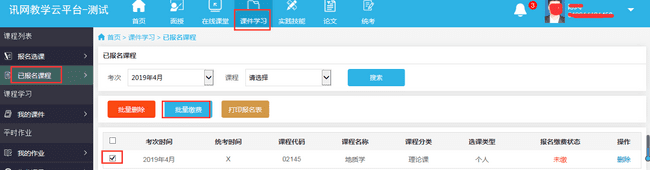 讯网教学云平台-测试
首页 面授 在线课堂 课件学习 实践技能 论文 统考
3
课程列表
报名选课
已报名课程
课程学习
我的课件
平时作业
我的作业
首页 > 课件学习 > 已报名课程
已报名课程
考次 2019年4月 课程 请选择 搜索
批量删除 批量缴费 打印报名表
考次时间 统考时间 课程代码 课程名称 课程分类 选课类型 报名缴费状态 操作
2019年4月 X 02145 地质学 理论课 个人 未缴 删除